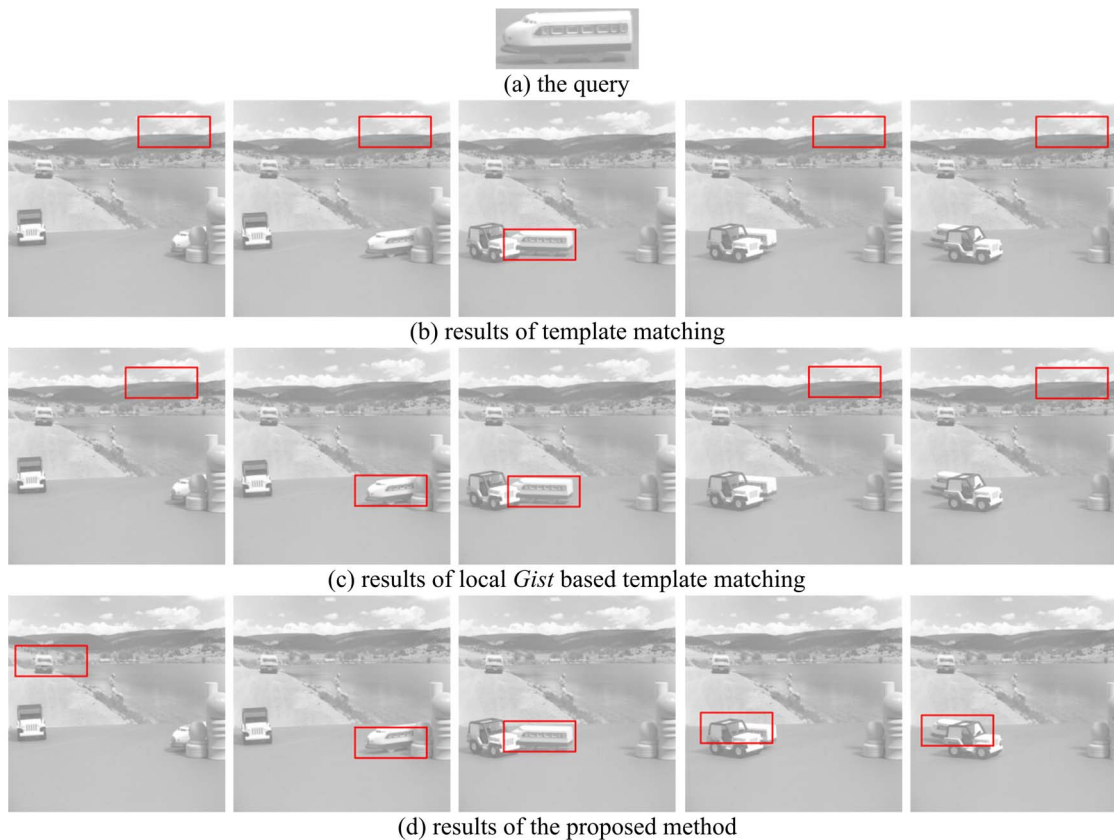 (a) the query
(b) results of template matching
(c) results of local Gist based template matching
(d) results of the proposed method